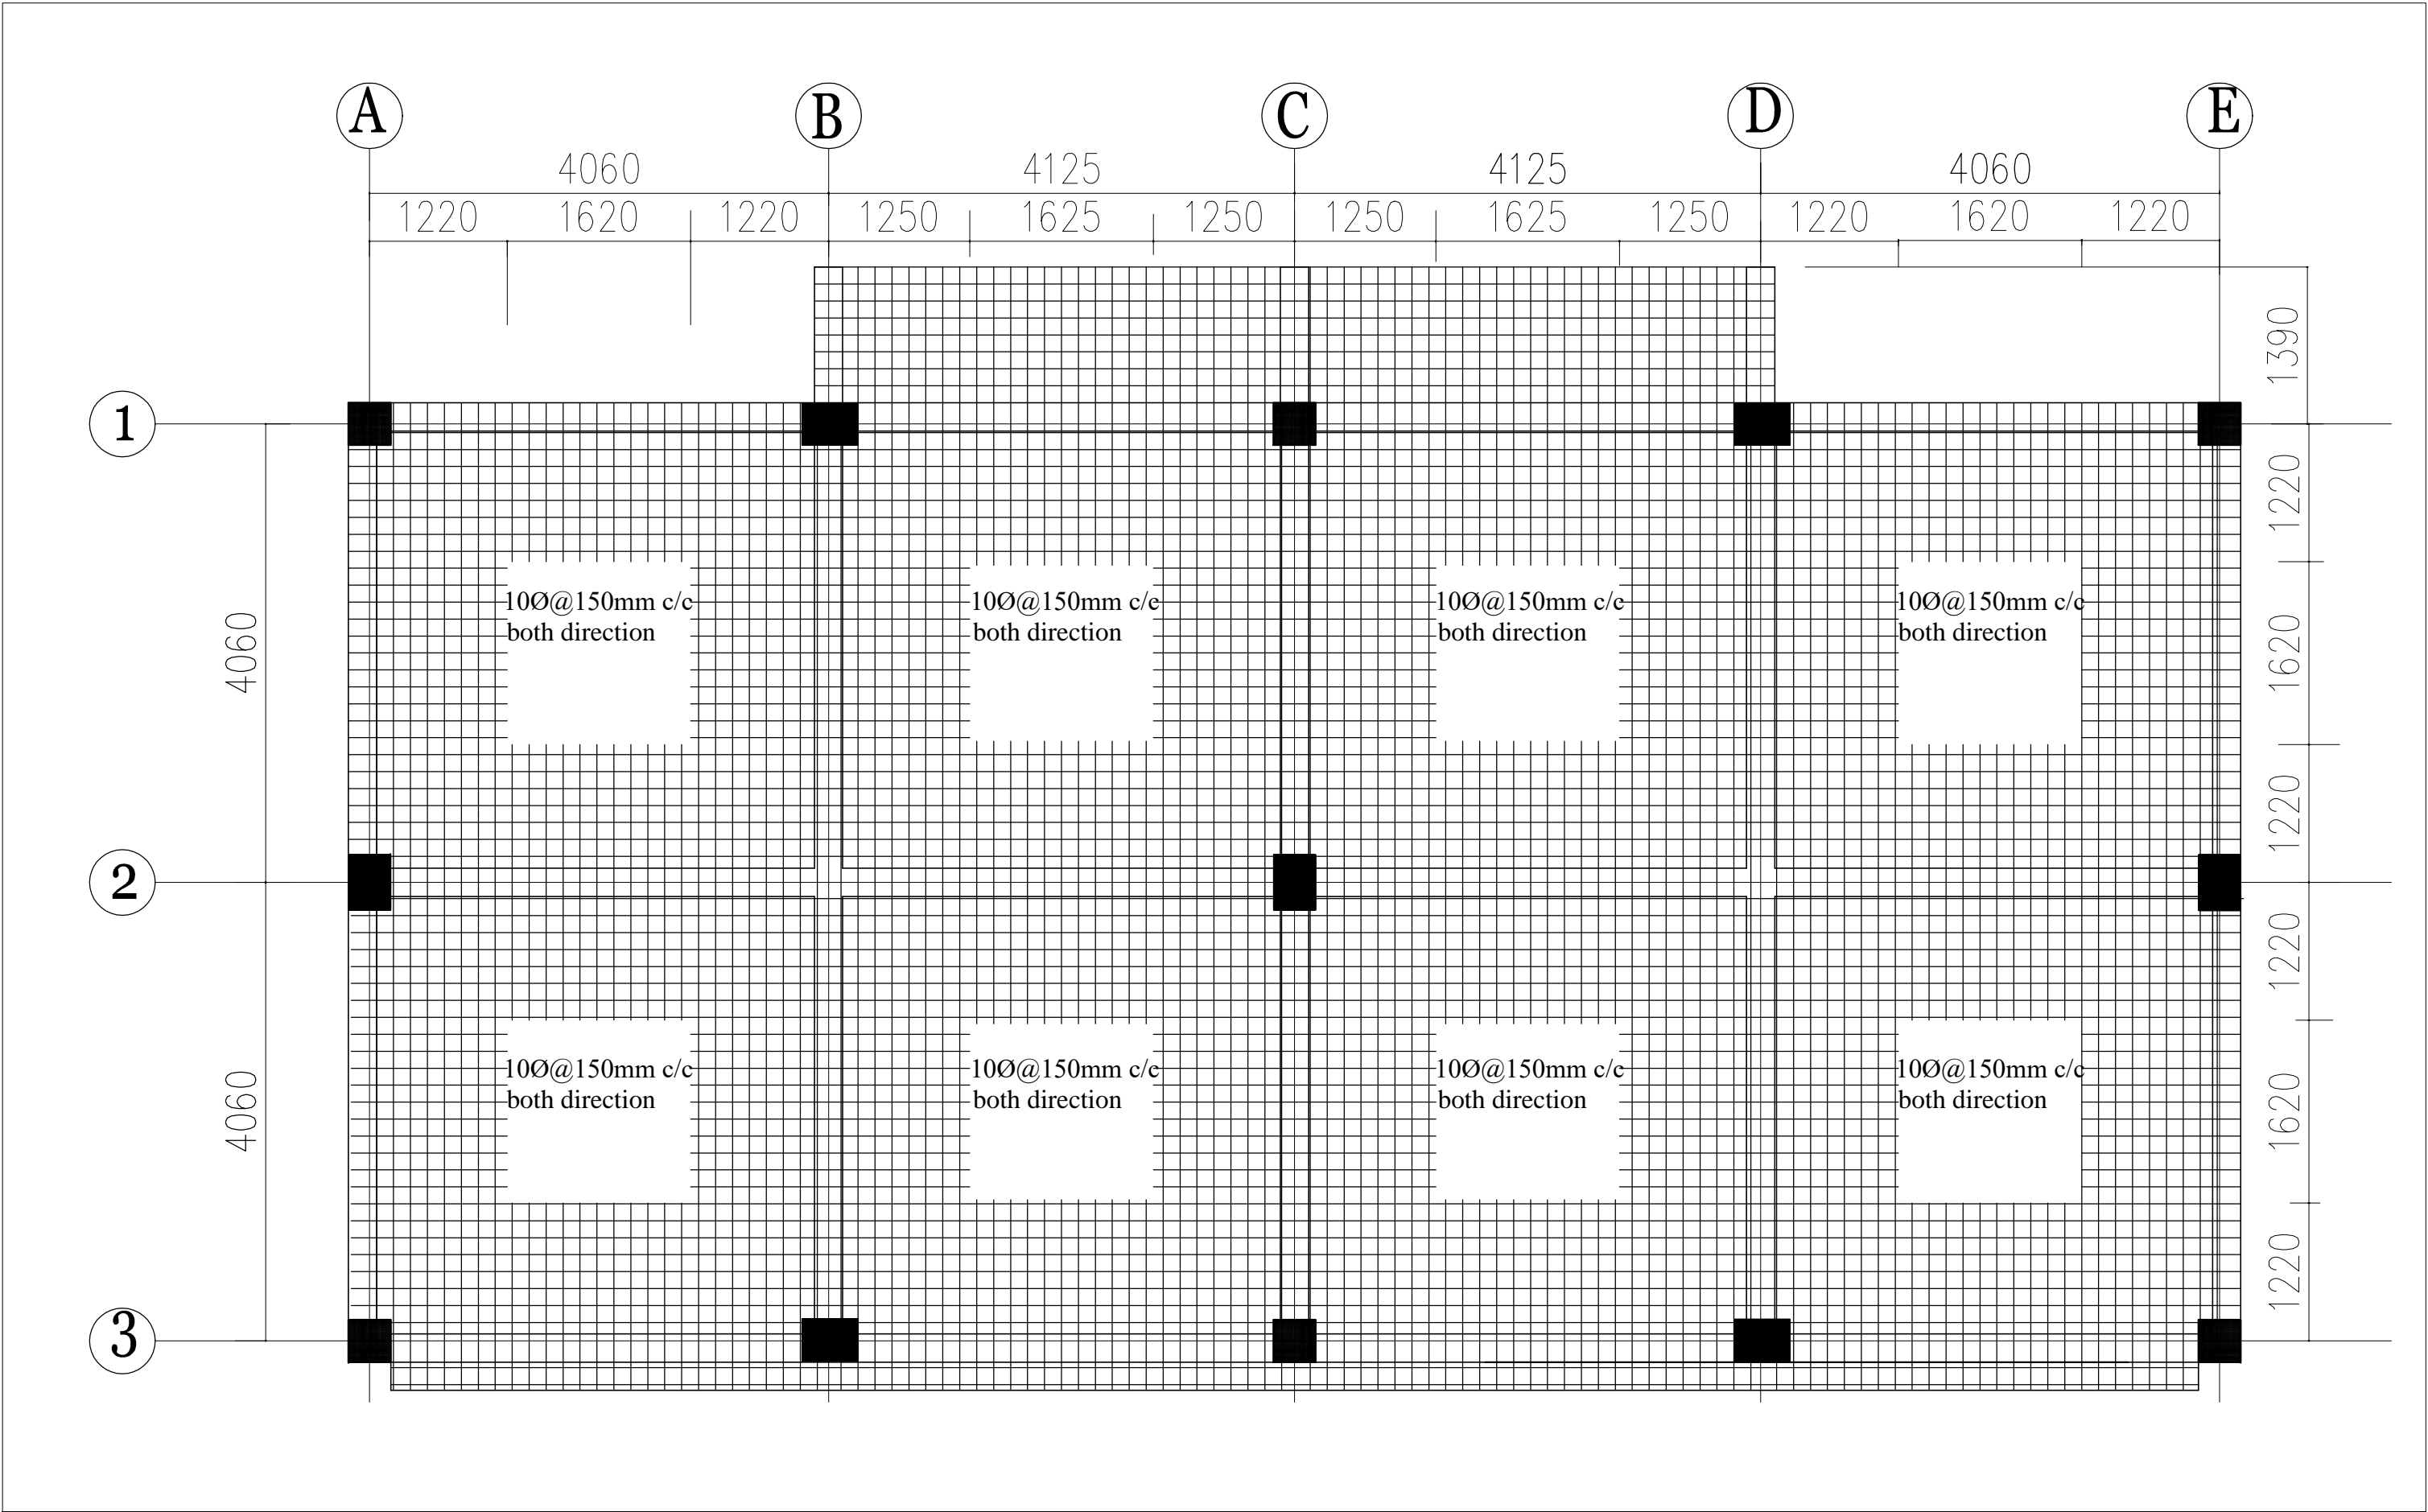 A B C D E
4060 4125 4125 4060
1220 1620 1220 1250 1625 1250 1250 1625 1250 1220 1620 1220
1390
1
1220
10Ø@150mm c/c 10Ø@150mm c/c 10Ø@150mm c/c 10Ø@150mm c/c
both direction both direction both direction both direction
4060 1620
1220
2
1220
10Ø@150mm c/c 10Ø@150mm c/c 10Ø@150mm c/c 10Ø@150mm c/c
both direction both direction both direction both direction
4060 1620
1220
3